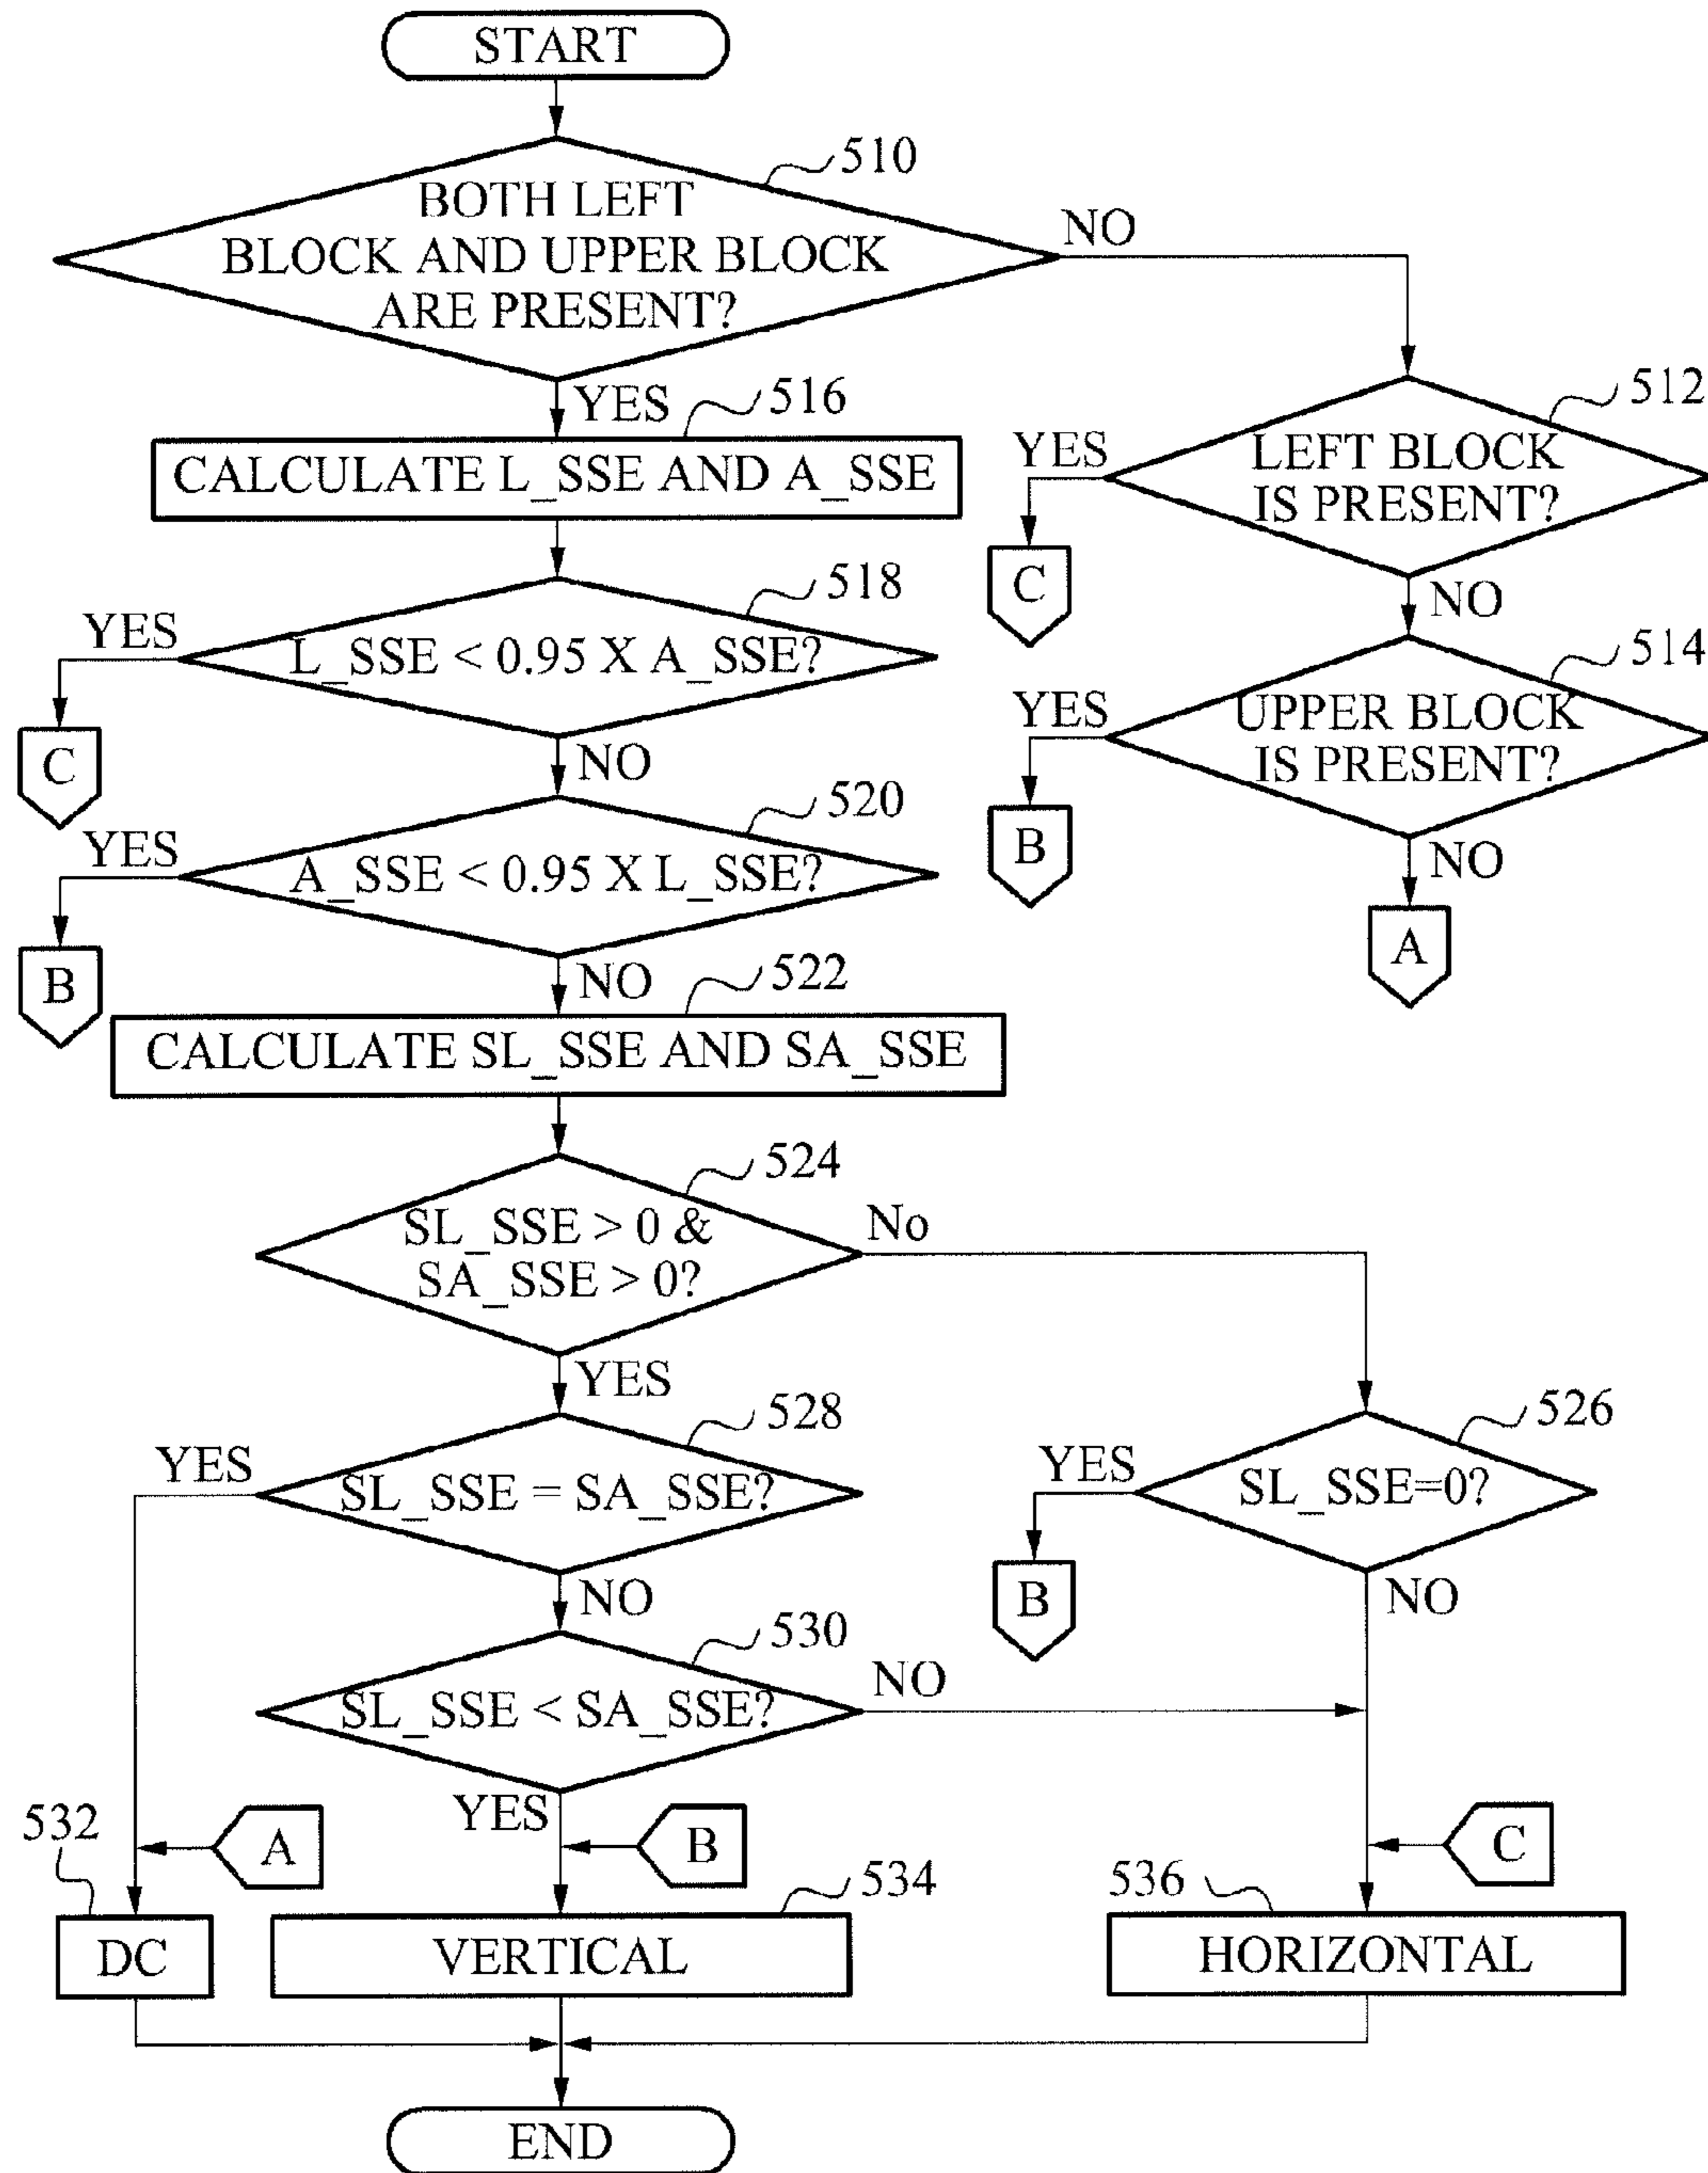 START
510
BOTH LEFT
BLOCK AND UPPER BLOCK
ARE PRESENT?
NO
YES
516
512
CALCULATE L_SSE AND A_SSE
YES
LEFT BLOCK
IS PRESENT?
C
NO
518
YES
L_SSE < 0.95 X A_SSE?
C
NO
514
YES
UPPER BLOCK
IS PRESENT?
B
NO
A
520
YES
A_SSE < 0.95 X L_SSE?
B
NO
522
CALCULATE SL_SSE AND SA_SSE
524
SL_SSE > 0 &
SA_SSE > 0?
No
YES
528
YES
SL_SSE = SA_SSE?
NO
526
YES
SL_SSE=0?
B
NO
530
SL_SSE < SA_SSE?
NO
YES
532
A
B
C
534
536
DC
VERTICAL
HORIZONTAL
END